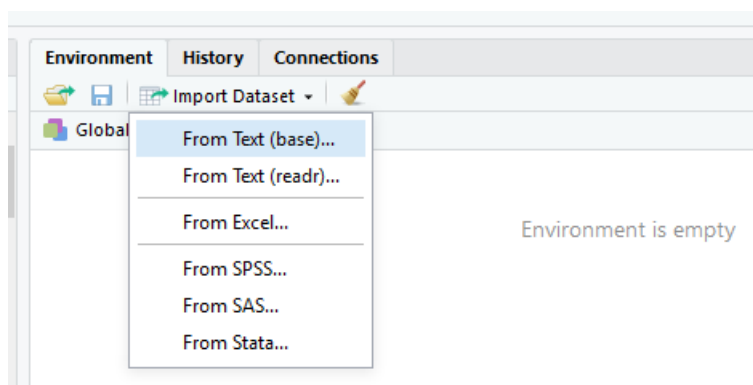 Environment History Connections
Import Dataset
Global
From Text (base)...
From Text (readr)...
From Excel...
Environment is empty
From SPSS...
From SAS...
From Stata...